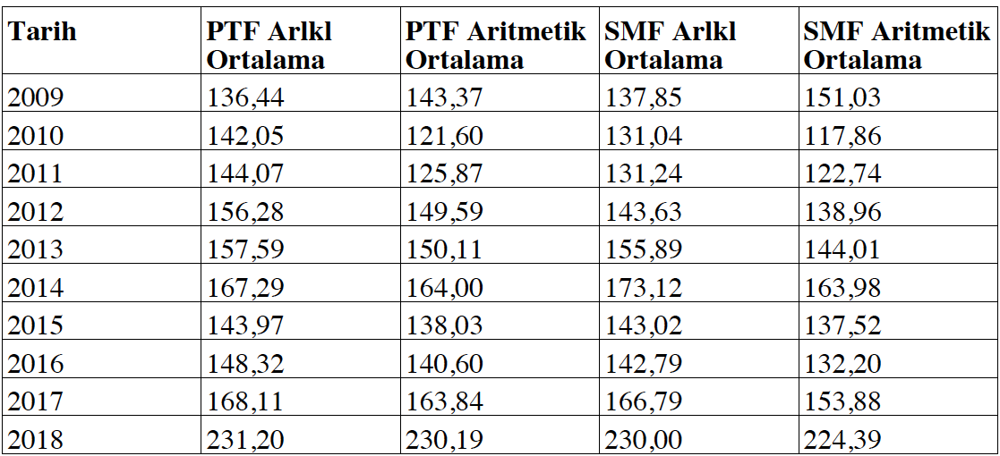 Tarih PTF Arlkl Ortalama PTF Aritmetik Ortalama SMF Arlkl Ortalama SMF Aritmetik Ortalama
2009 136,44 143,37 137,85 151,03
2010 142,05 121,60 131,04 117,86
2011 144,07 125,87 131,24 122,74
2012 156,28 149,59 143,63 138,96
2013 157,59 150,11 155,89 144,01
2014 167,29 164,00 173,12 163,98
2015 143,97 138,03 143,02 137,52
2016 148,32 140,60 142,79 132,20
2017 168,11 163,84 166,79 153,88
2018 231,20 230,19 230,00 224,39